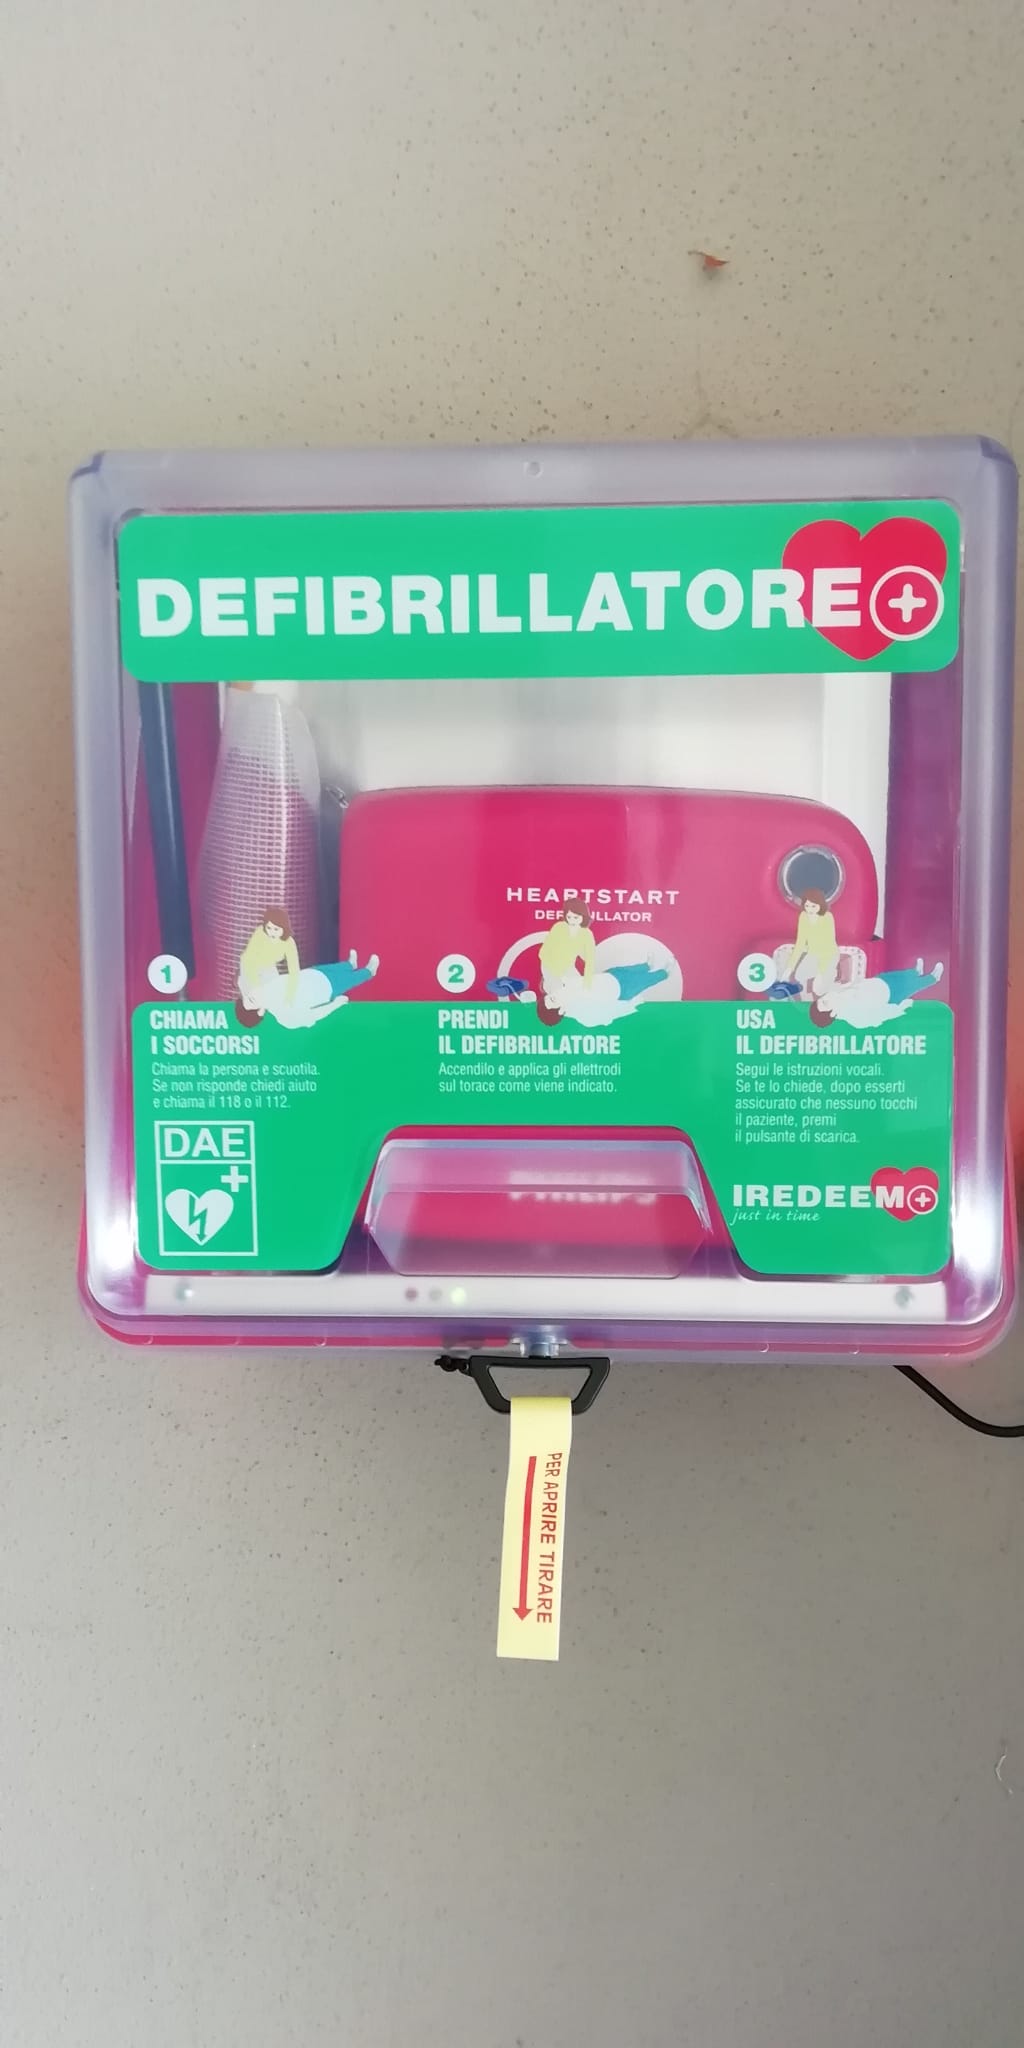 DEFIBRILLATORE
HEARTSTART
1
CHIAMA
I SOCCORSI
Chiama la persona e scuotila.
Se non risponde chiedi aiuto
e chiama il 118 o il 112.
DAE
2
PRENDI
IL DEFIBRILLATORE
Accendilo e applica gli ellettrodi
sul torace come viene indicato.
PHILIPS
3
USA
IL DEFIBRILLATORE
Segui le istruzioni vocali.
Se te lo chiede, dopo esserti
assicurato che nessuno tocchi
il paziente, premi
il pulsante di scarica.
IREDEEM
just in time
PER APRIRE TIRARE